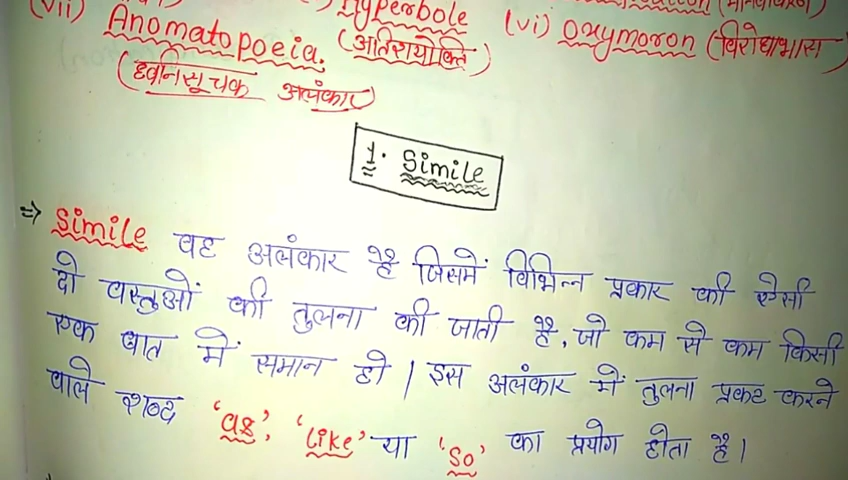 (vii) Anomatopoeia.
(ध्वनिसूचक अलंकार)
Hyperbole
(अतिशयोक्ति)
(vi) Oxymoron (विरोधाभास
1. Simile
⇒ Simile वह अलंकार है जिसमें विभिन्न प्रकार की ऐसी
दो वस्तुओं की तुलना की जाती है, जो कम से कम किसी
एक बात में समान हो। इस अलंकार में तुलना प्रकट करने
वाले शब्द 'as', 'like' या 'so' का प्रयोग होता है।